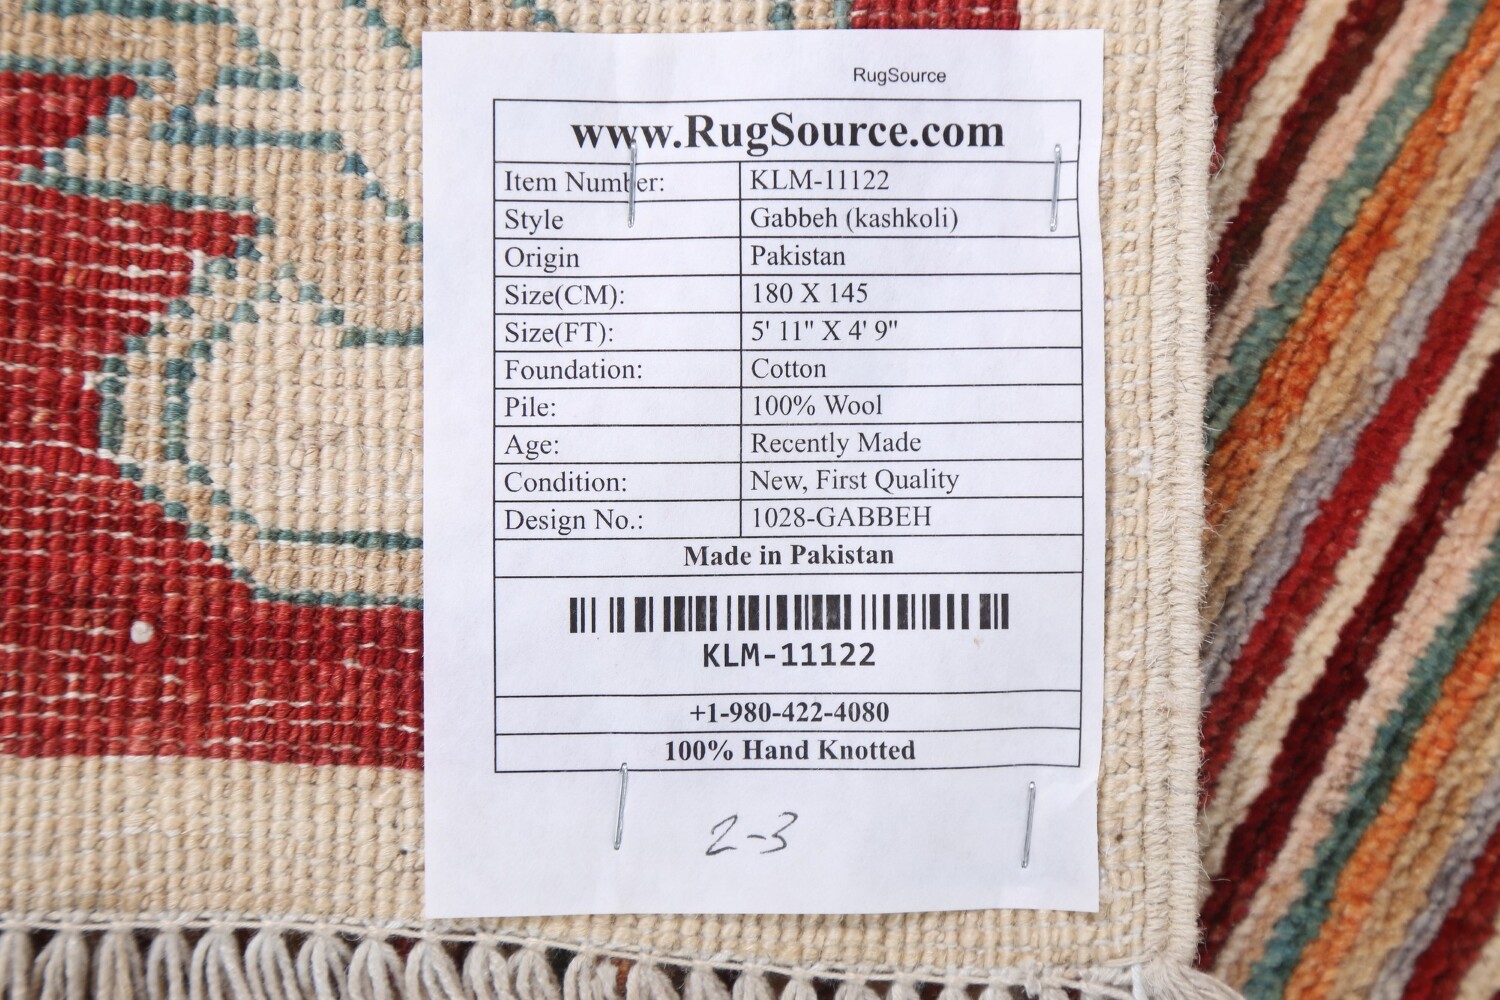 RugSource
www.RugSource.com
Item Number: KLM-11122
Style Gabbeh (kashkoli)
Origin Pakistan
Size(CM): 180 X 145
Size(FT): 5' 11" X 4' 9"
Foundation: Cotton
Pile: 100% Wool
Age: Recently Made
Condition: New, First Quality
Design No.: 1028-GABBEH
Made in Pakistan
KLM-11122
+1-980-422-4080
100% Hand Knotted
2-3